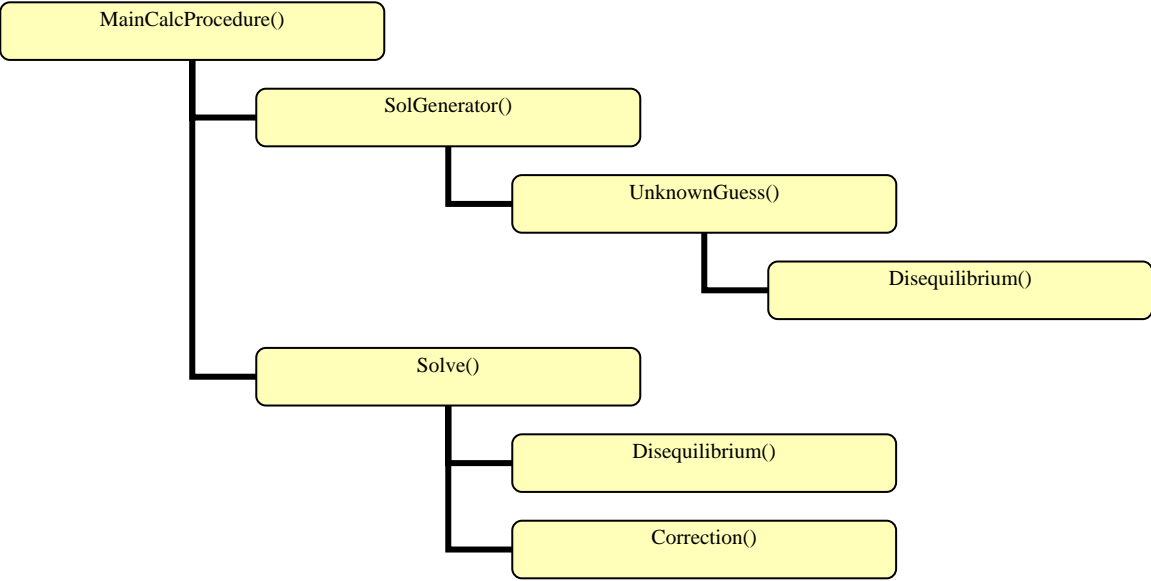 MainCalcProcedure()
SolGenerator()
UnknownGuess()
Disequilibrium()
Solve()
Disequilibrium()
Correction()